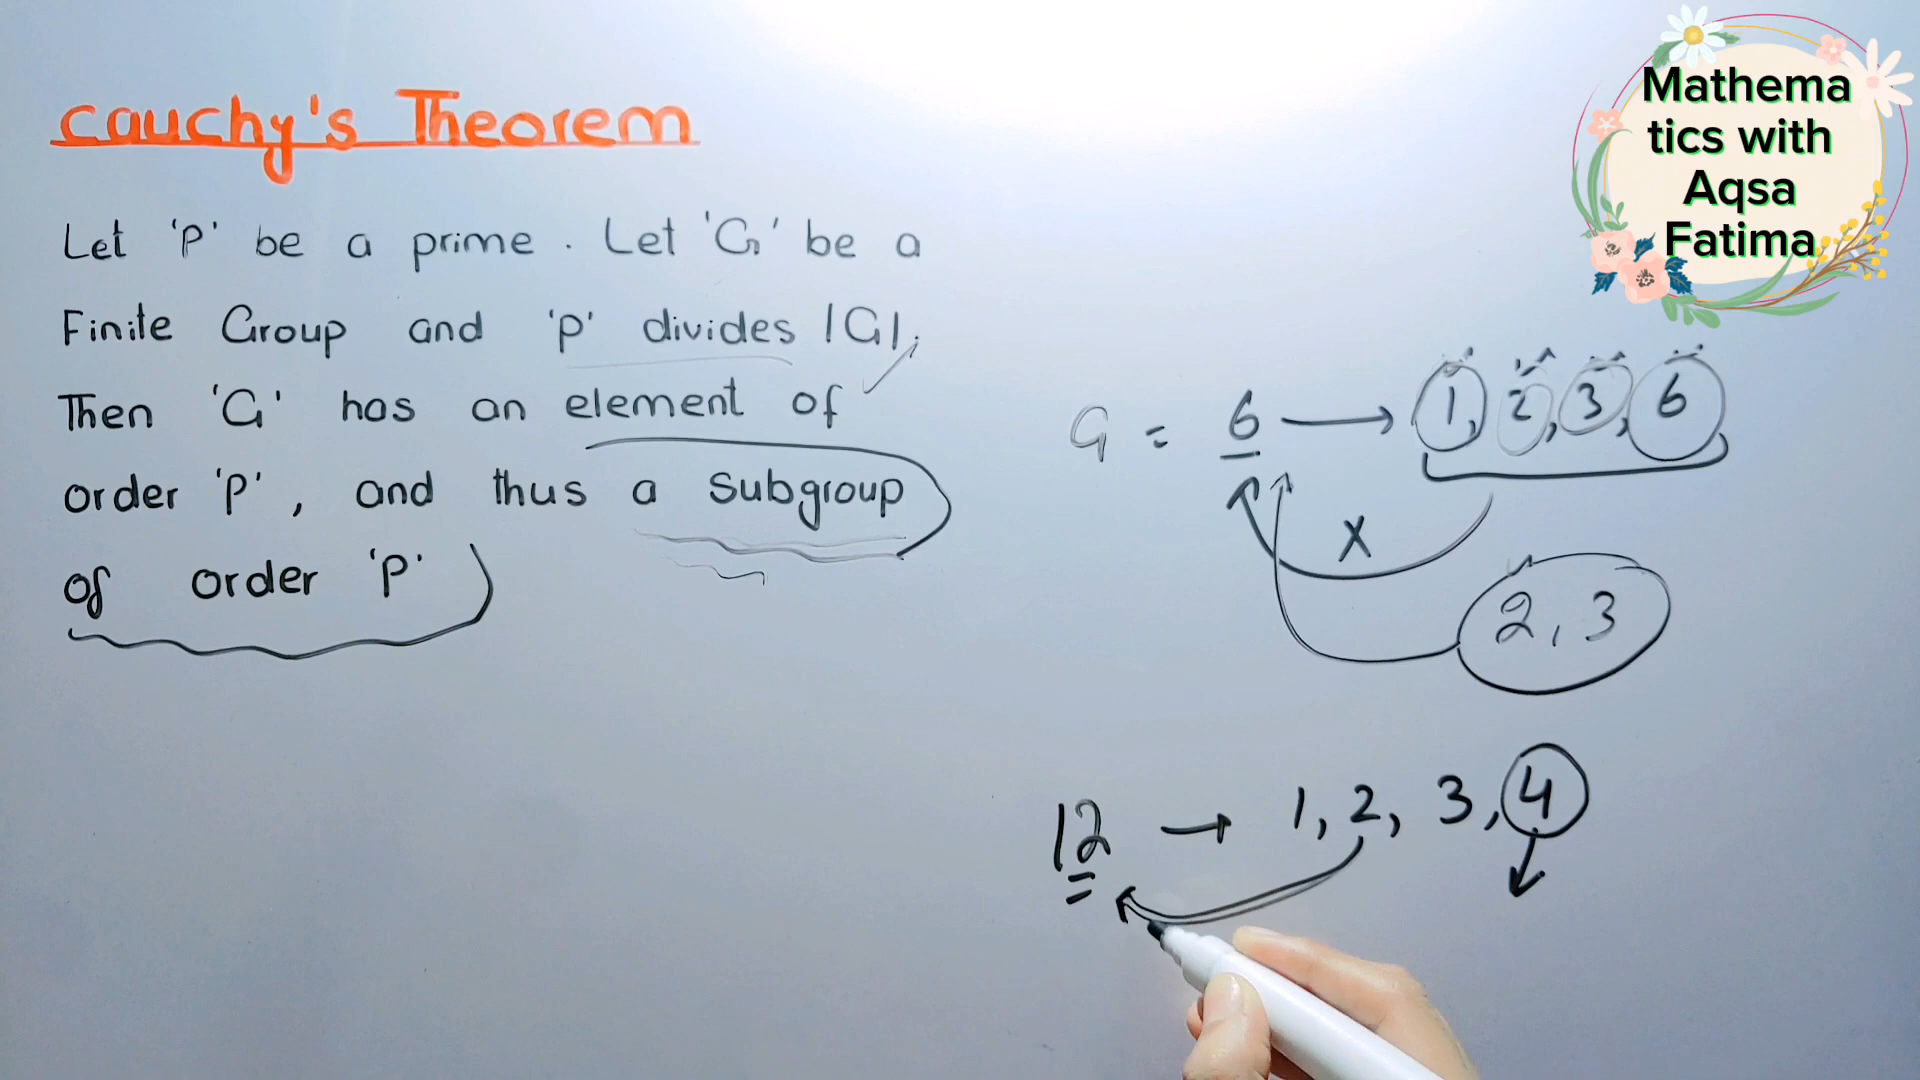 Cauchy's Theorem
Let 'P' be a prime. Let 'G' be a
Finite Group and 'P' divides |G|.
Then 'G' has an element of
order 'P', and thus a Subgroup
of order 'P'
G = 6 → 1, 2, 3, 6
X
2, 3
12 → 1, 2, 3, 4
Mathema
tics with
Aqsa
Fatima